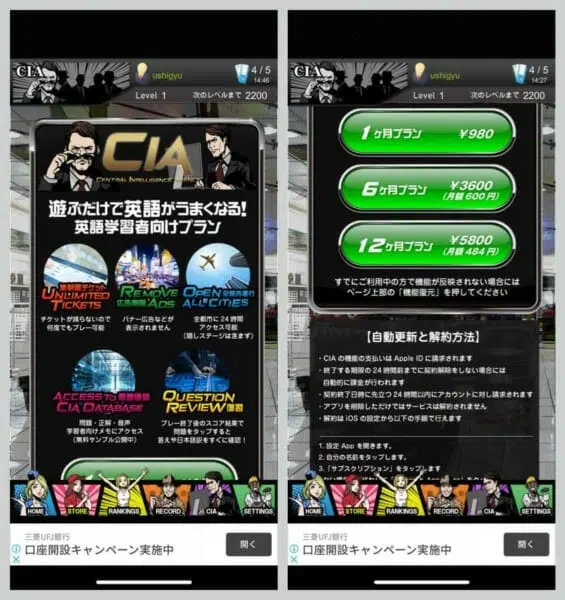 CIA
ushigyu
4 / 5
14:46
Level 1
次のレベルまで 2200
CIA
CENTRAL INTELLIGENCE
遊ぶだけで英語がうまくなる!
英語学習者向けプラン
無制限チケット
UNLIMITED
TICKETS
チケットが減らないので
何度でもプレー可能
REMOVE
広告削除 ADS
バナー広告などが
表示されません
OPEN 全都市運行
ALL CITIES
全都市に24時間
アクセス可能
(隠しステージは含まず)
ACCESS TO
CIA DATABASE
問題・正解・音声
学習者向けメモにアクセス
(無料サンプル公開中)
QUESTION
REVIEW 復習
プレー終了後のスコア結果で
問題をタップすると
答えや日本語訳をすぐに確認!
HOME
STORE
RANKINGS
RECORD
CIA
SETTINGS
三菱UFJ銀行
口座開設キャンペーン実施中
開く
CIA
ushigyu
4 / 5
14:27
Level 1
次のレベルまで 2200
1ヶ月プラン ¥980
6ヶ月プラン ¥3600
(月額 600 円)
12ヶ月プラン ¥5800
(月額 484 円)
すでにご利用中の方で機能が反映されない場合には
ページ上部の「機能復元」を押してください
【自動更新と解約方法】
・CIA の機能の支払いは Apple ID に請求されます
・終了する期限の 24 時間前までに契約解除をしない場合には
自動的に課金が行われます
・契約終了日時に先立つ 24 時間以内にアカウントに対し請求されます
・アプリを削除しただけではサービスは解約されません
・解約は iOS の設定から以下の手順で行えます
1. 設定 App を開きます。
2. 自分の名前をタップします。
3.「サブスクリプション」をタップします
HOME
STORE
RANKINGS
RECORD
CIA
SETTINGS
三菱UFJ銀行
口座開設キャンペーン実施中
開く